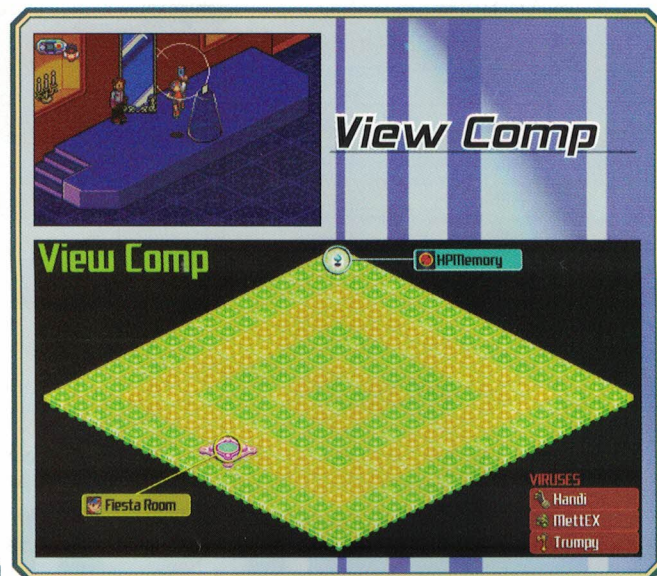 View Comp
View Comp
HPMemory
Fiesta Room
VIRUSES
Handi
MettEX
Trumpy